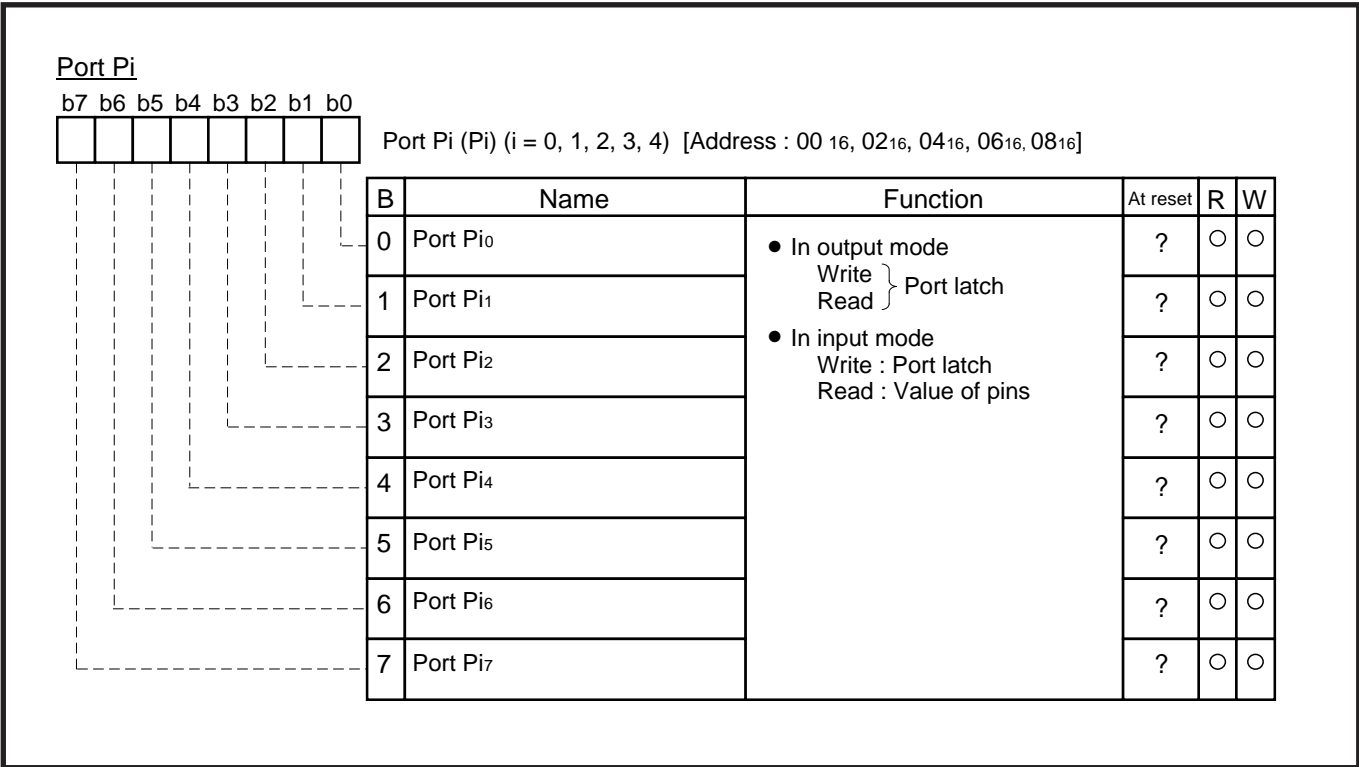 Port Pi
b7 b6 b5 b4 b3 b2 b1 b0
Port Pi (Pi) (i = 0, 1, 2, 3, 4) [Address : 00 16, 0216, 0416, 0616, 0816]
B Name Function At reset R W
0 Port Pi0 ? ○ ○
● In output mode
Write
Read } Port latch
1 Port Pi1 ? ○ ○
● In input mode
Write : Port latch
Read : Value of pins
2 Port Pi2 ? ○ ○
3 Port Pi3 ? ○ ○
4 Port Pi4 ? ○ ○
5 Port Pi5 ? ○ ○
6 Port Pi6 ? ○ ○
7 Port Pi7 ? ○ ○